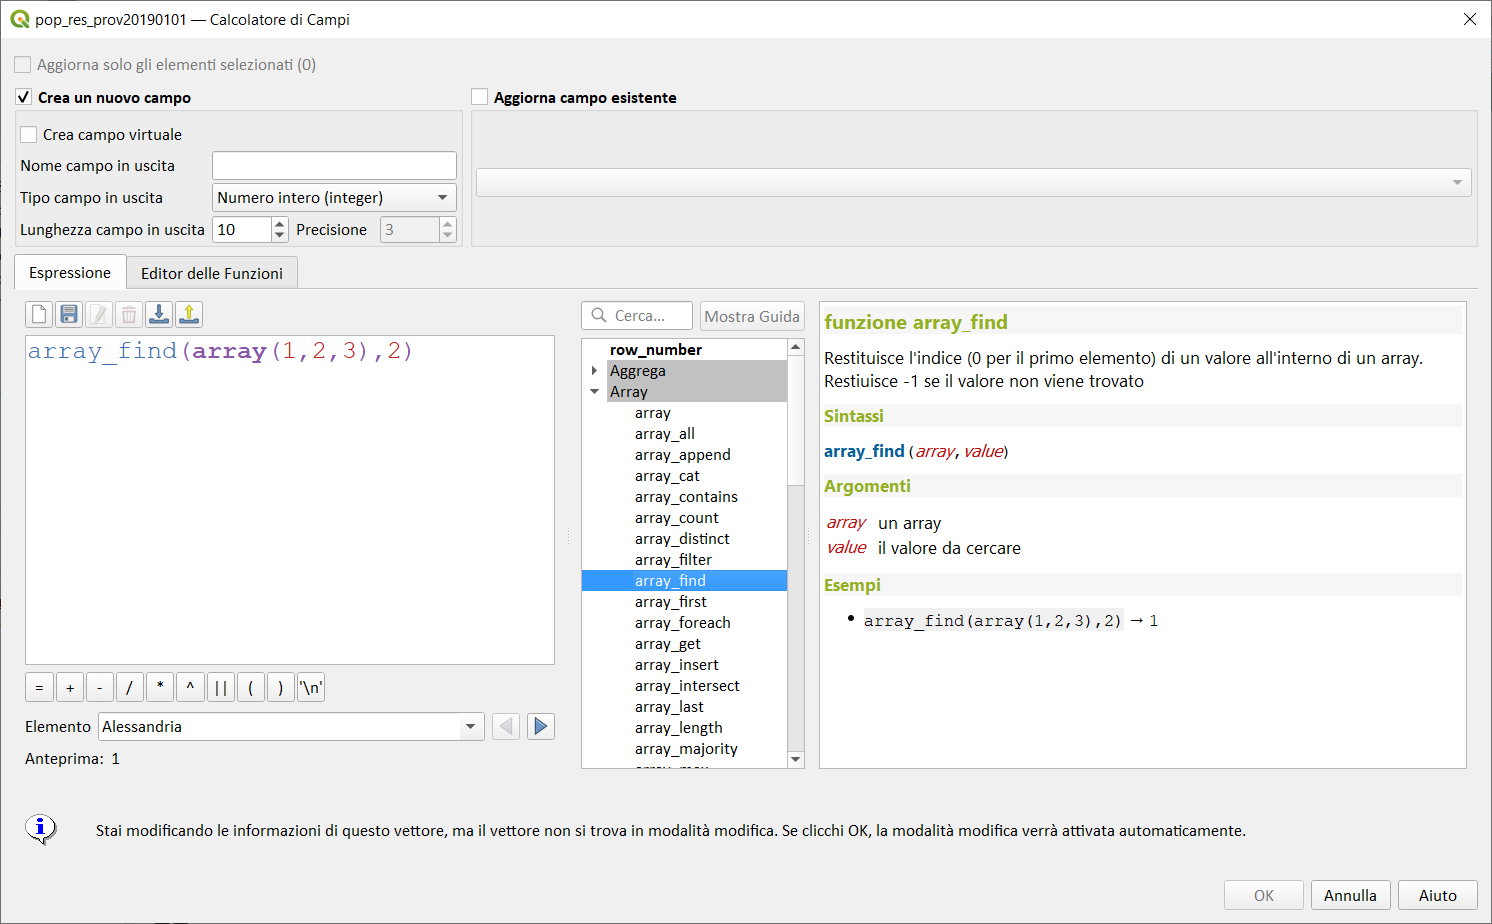 pop_res_prov20190101 — Calcolatore di Campi
Aggiorna solo gli elementi selezionati (0)
Crea un nuovo campo
Aggiorna campo esistente
Crea campo virtuale
Nome campo in uscita
Tipo campo in uscita
Numero intero (integer)
Lunghezza campo in uscita
10
Precisione
3
Espressione
Editor delle Funzioni
array_find(array(1,2,3),2)
= + - / * ^ || ( ) '\n'
Elemento
Alessandria
Anteprima: 1
Cerca...
Mostra Guida
row_number
Aggrega
Array
array
array_all
array_append
array_cat
array_contains
array_count
array_distinct
array_filter
array_find
array_first
array_foreach
array_get
array_insert
array_intersect
array_last
array_length
array_majority
funzione array_find
Restituisce l'indice (0 per il primo elemento) di un valore all'interno di un array.
Restiuisce -1 se il valore non viene trovato
Sintassi
array_find (array, value)
Argomenti
array un array
value il valore da cercare
Esempi
• array_find(array(1,2,3),2) → 1
Stai modificando le informazioni di questo vettore, ma il vettore non si trova in modalità modifica. Se clicchi OK, la modalità modifica verrà attivata automaticamente.
OK
Annulla
Aiuto